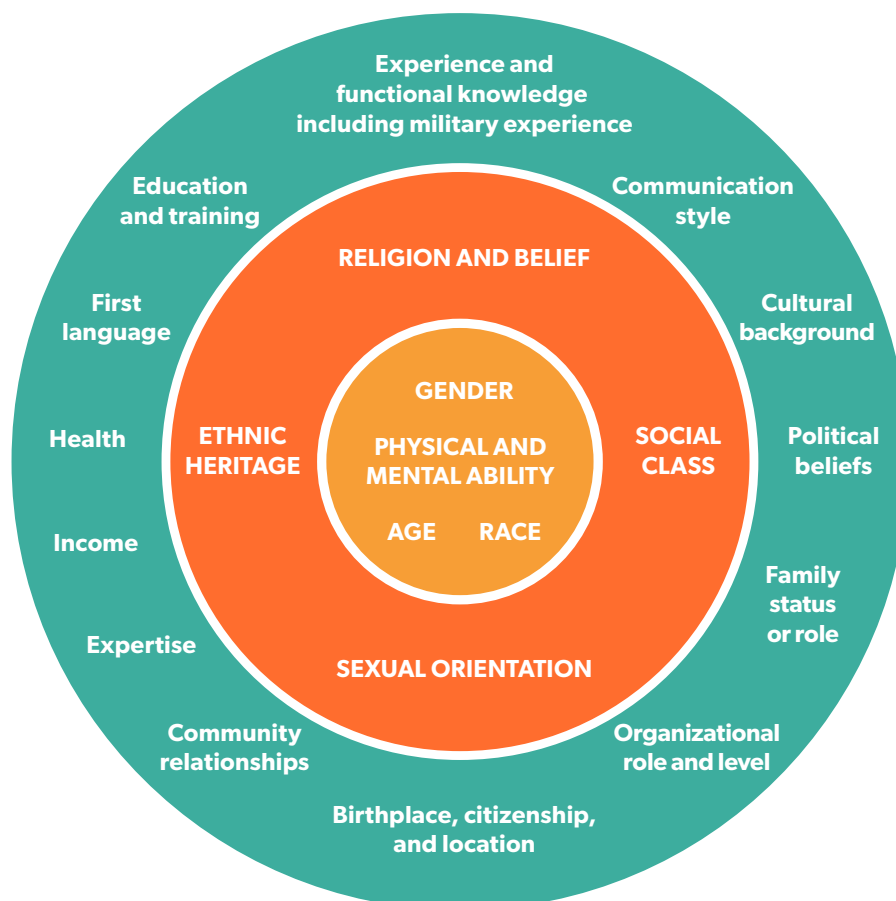 Experience and
functional knowledge
including military experience
Education
and training
Communication
style
RELIGION AND BELIEF
First
language
Cultural
background
GENDER
Health
ETHNIC
HERITAGE
PHYSICAL AND
MENTAL ABILITY
SOCIAL
CLASS
Political
beliefs
AGE RACE
Income
Family
status
or role
Expertise
SEXUAL ORIENTATION
Community
relationships
Organizational
role and level
Birthplace, citizenship,
and location